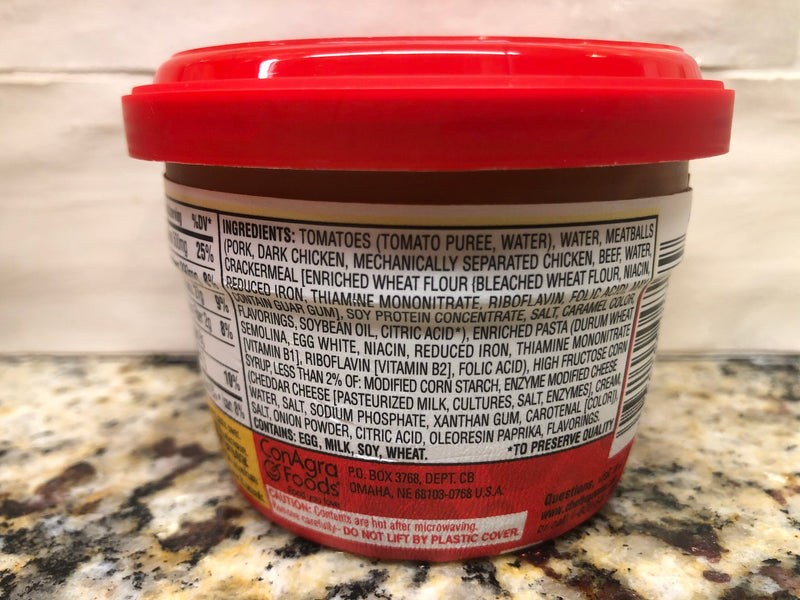 %DV*
25%
9%
8%
10%
8%
INGREDIENTS: TOMATOES (TOMATO PUREE, WATER), WATER, MEATBALLS
(PORK, DARK CHICKEN, MECHANICALLY SEPARATED CHICKEN, BEEF, WATER,
CRACKERMEAL [ENRICHED WHEAT FLOUR {BLEACHED WHEAT FLOUR, NIACIN,
REDUCED IRON, THIAMINE MONONITRATE, RIBOFLAVIN, FOLIC ACID} MAY
CONTAIN GUAR GUM], SOY PROTEIN CONCENTRATE, SALT, CARAMEL COLOR,
FLAVORINGS, SOYBEAN OIL, CITRIC ACID*), ENRICHED PASTA (DURUM WHEAT
SEMOLINA, EGG WHITE, NIACIN, REDUCED IRON, THIAMINE MONONITRATE
[VITAMIN B1], RIBOFLAVIN [VITAMIN B2], FOLIC ACID), HIGH FRUCTOSE CORN
SYRUP, LESS THAN 2% OF: MODIFIED CORN STARCH, ENZYME MODIFIED CHEESE
(CHEDDAR CHEESE [PASTEURIZED MILK, CULTURES, SALT, ENZYMES], CREAM,
WATER, SALT, SODIUM PHOSPHATE, XANTHAN GUM, CAROTENAL [COLOR]),
SALT, ONION POWDER, CITRIC ACID, OLEORESIN PAPRIKA, FLAVORINGS.
CONTAINS: EGG, MILK, SOY, WHEAT. *TO PRESERVE QUALITY
ConAgra
Foods
Food you love
P.O. BOX 3768, DEPT. CB
OMAHA, NE 68103-0768 U.S.A.
CAUTION: Contents are hot after microwaving.
Remove carefully- DO NOT LIFT BY PLASTIC COVER.
Questions,